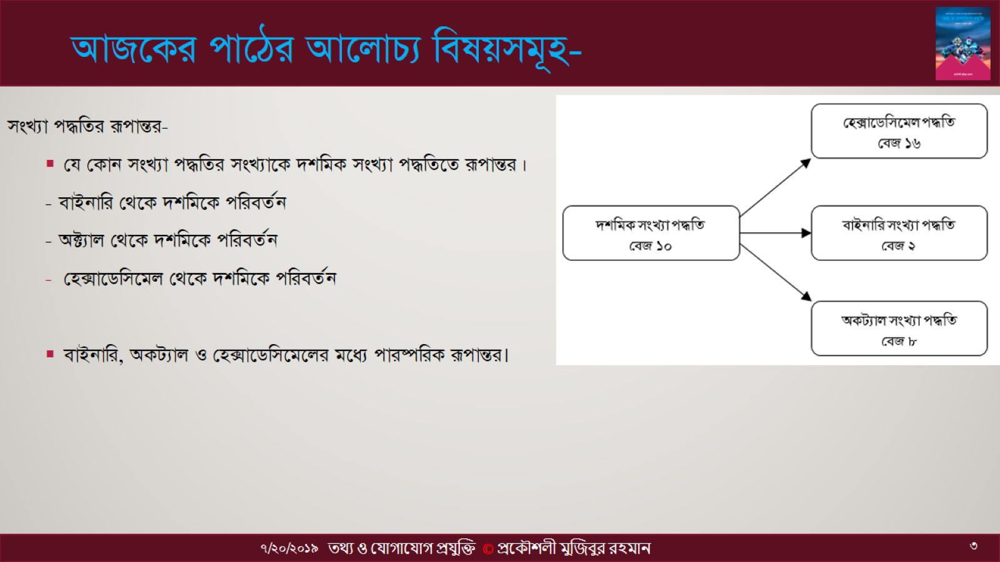 আজকের পাঠের আলোচ্য বিষয়সমূহ-
সংখ্যা পদ্ধতির রূপান্তর-
▪ যে কোন সংখ্যা পদ্ধতির সংখ্যাকে দশমিক সংখ্যা পদ্ধতিতে রূপান্তর।
- বাইনারি থেকে দশমিকে পরিবর্তন
- অক্ট্যাল থেকে দশমিকে পরিবর্তন
- হেক্সাডেসিমেল থেকে দশমিকে পরিবর্তন
▪ বাইনারি, অকট্যাল ও হেক্সাডেসিমেলের মধ্যে পারষ্পরিক রূপান্তর।
হেক্সাডেসিমেল পদ্ধতি
বেজ ১৬
দশমিক সংখ্যা পদ্ধতি
বেজ ১০
বাইনারি সংখ্যা পদ্ধতি
বেজ ২
অকট্যাল সংখ্যা পদ্ধতি
বেজ ৮
৭/২০/২০১৯ তথ্য ও যোগাযোগ প্রযুক্তি © প্রকৌশলী মুজিবুর রহমান
৩